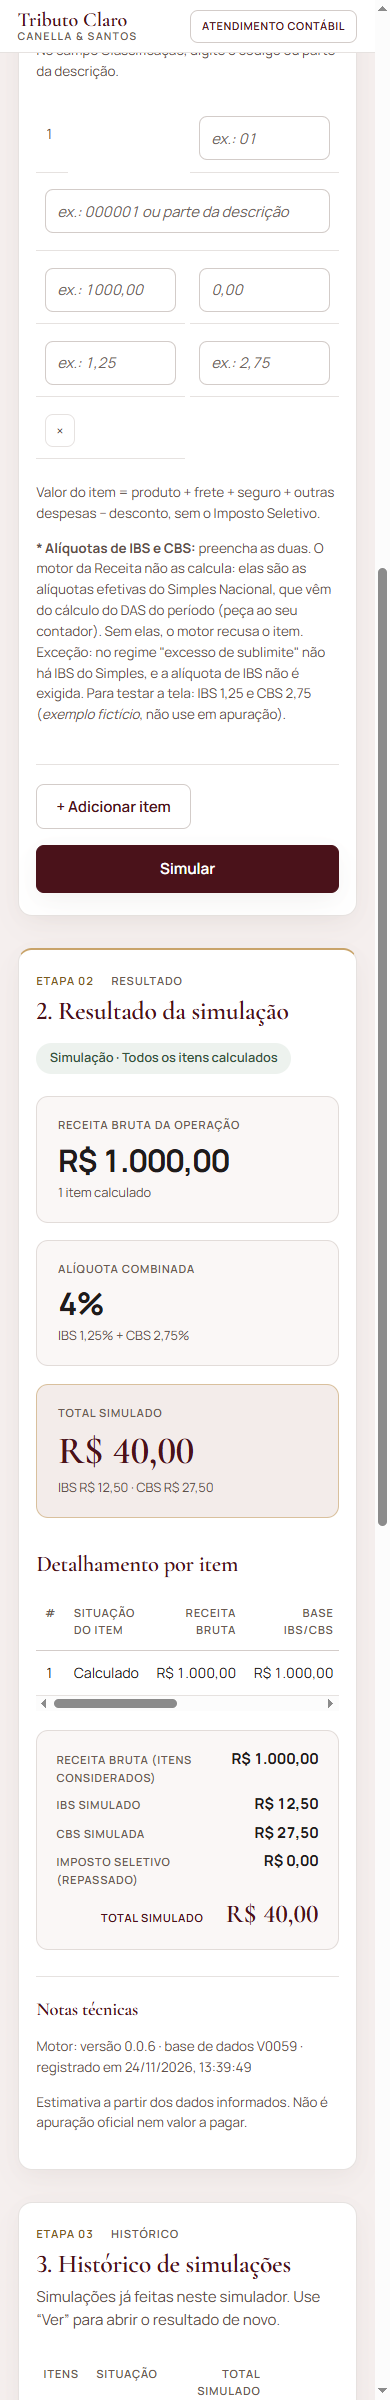 Tributo Claro
CANELLA & SANTOS
ATENDIMENTO CONTÁBIL
No campo Classificação, digite o código ou parte
da descrição.
1
ex.: 01
ex.: 000001 ou parte da descrição
ex.: 1000,00
0,00
ex.: 1,25
ex.: 2,75
×
Valor do item = produto + frete + seguro + outras
despesas − desconto, sem o Imposto Seletivo.
* Alíquotas de IBS e CBS: preencha as duas. O
motor da Receita não as calcula: elas são as
alíquotas efetivas do Simples Nacional, que vêm
do cálculo do DAS do período (peça ao seu
contador). Sem elas, o motor recusa o item.
Exceção: no regime "excesso de sublimite" não
há IBS do Simples, e a alíquota de IBS não é
exigida. Para testar a tela: IBS 1,25 e CBS 2,75
(exemplo fictício, não use em apuração).
+ Adicionar item
Simular
ETAPA 02 RESULTADO
2. Resultado da simulação
Simulação · Todos os itens calculados
RECEITA BRUTA DA OPERAÇÃO
R$ 1.000,00
1 item calculado
ALÍQUOTA COMBINADA
4%
IBS 1,25% + CBS 2,75%
TOTAL SIMULADO
R$ 40,00
IBS R$ 12,50 · CBS R$ 27,50
Detalhamento por item
# SITUAÇÃO DO ITEM RECEITA BRUTA BASE IBS/CBS
1 Calculado R$ 1.000,00 R$ 1.000,00
RECEITA BRUTA (ITENS CONSIDERADOS) R$ 1.000,00
IBS SIMULADO R$ 12,50
CBS SIMULADA R$ 27,50
IMPOSTO SELETIVO (REPASSADO) R$ 0,00
TOTAL SIMULADO R$ 40,00
Notas técnicas
Motor: versão 0.0.6 · base de dados V0059 ·
registrado em 24/11/2026, 13:39:49
Estimativa a partir dos dados informados. Não é
apuração oficial nem valor a pagar.
ETAPA 03 HISTÓRICO
3. Histórico de simulações
Simulações já feitas neste simulador. Use
“Ver” para abrir o resultado de novo.
ITENS SITUAÇÃO TOTAL SIMULADO